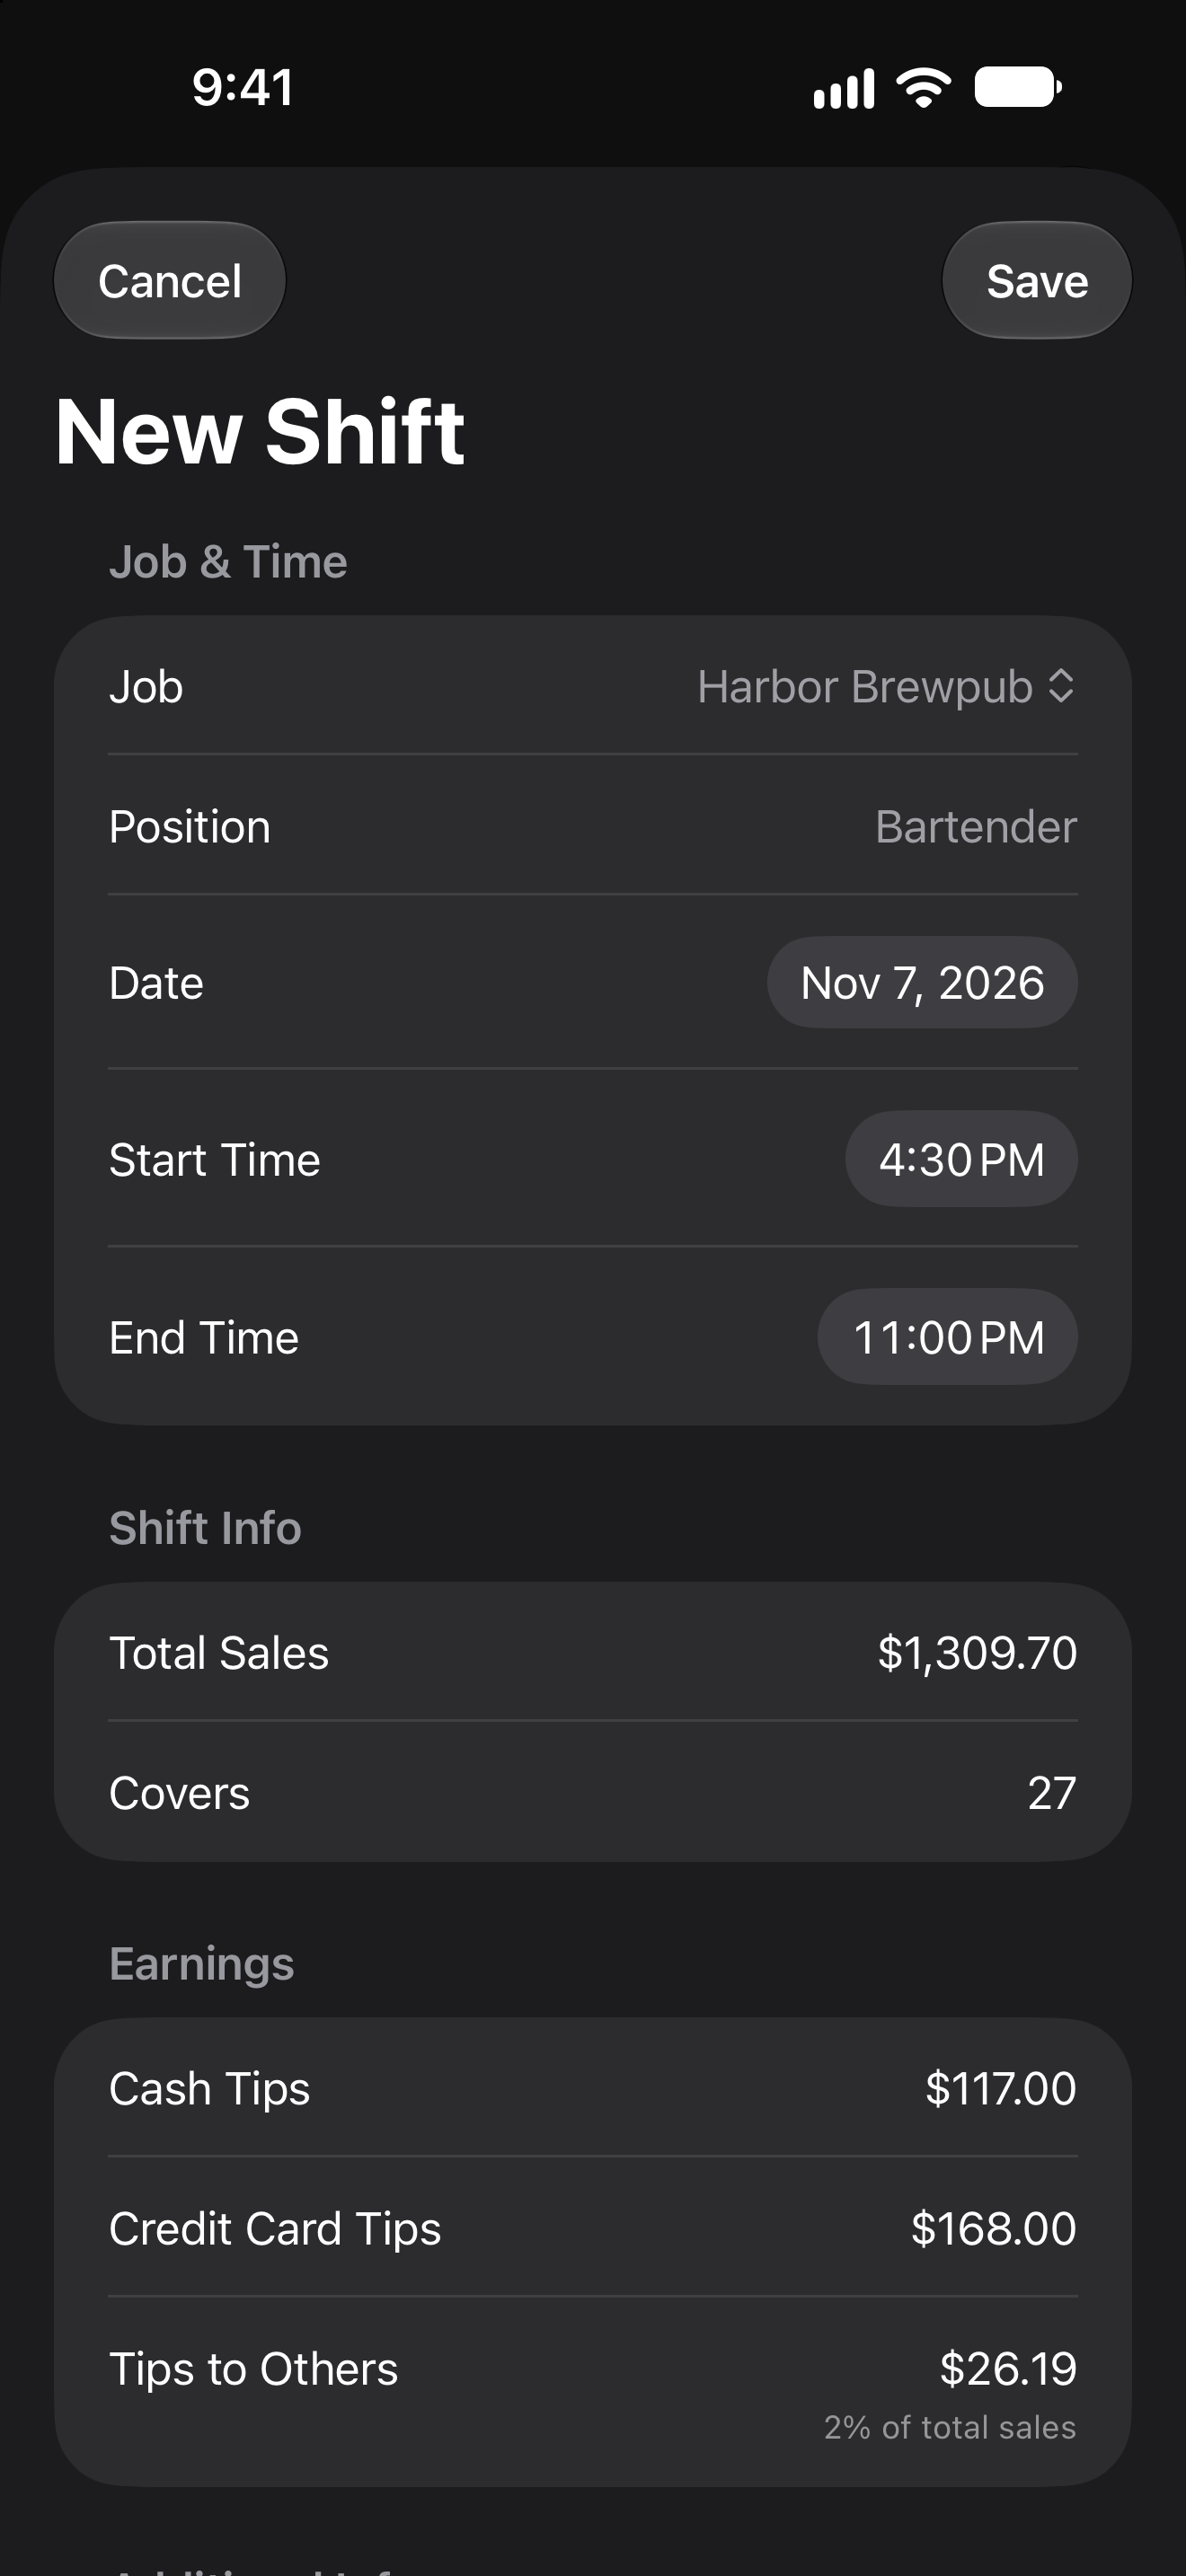 9:41
Cancel Save
New Shift
Job & Time
Job Harbor Brewpub
Position Bartender
Date Nov 7, 2026
Start Time 4:30 PM
End Time 11:00 PM
Shift Info
Total Sales $1,309.70
Covers 27
Earnings
Cash Tips $117.00
Credit Card Tips $168.00
Tips to Others $26.19
2% of total sales